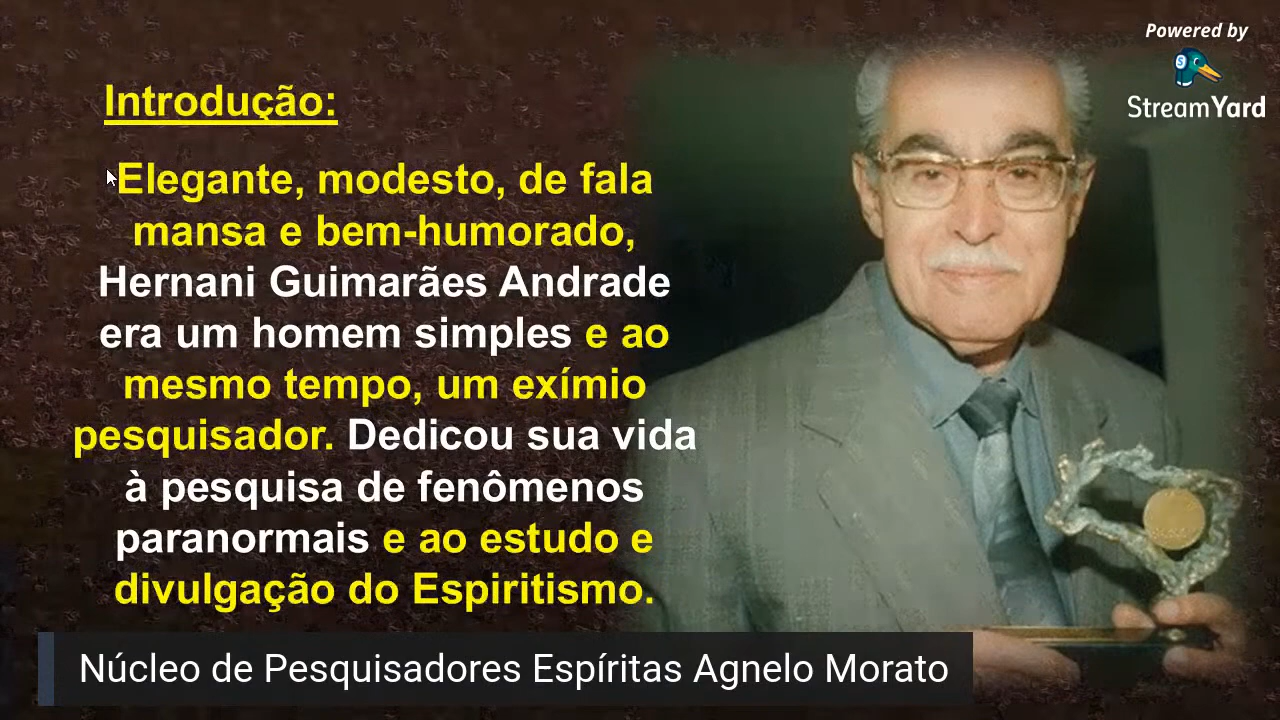 Powered by
StreamYard
Introdução:
Elegante, modesto, de fala
mansa e bem-humorado,
Hernani Guimarães Andrade
era um homem simples e ao
mesmo tempo, um exímio
pesquisador. Dedicou sua vida
à pesquisa de fenômenos
paranormais e ao estudo e
divulgação do Espiritismo.
Núcleo de Pesquisadores Espíritas Agnelo Morato